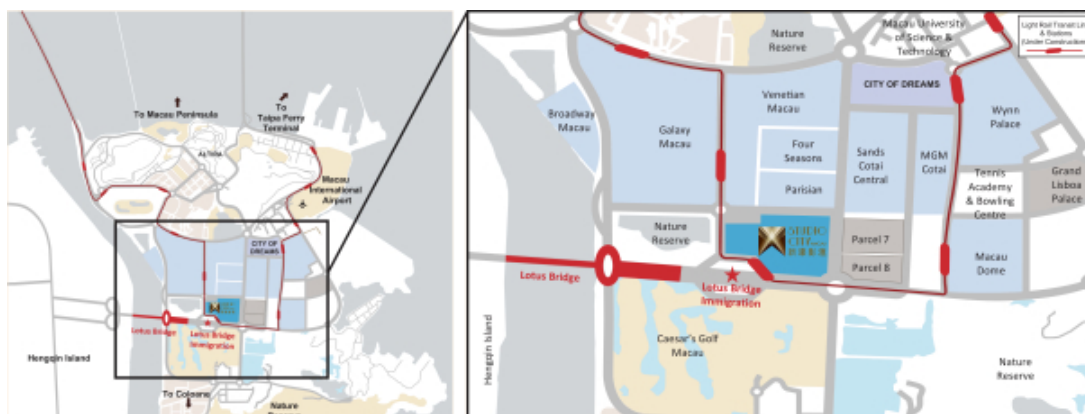 To Macau Peninsula
To
Taipa Ferry
Terminal
ALTIRA
Macau
International
Airport
CITY OF
DREAMS
Lotus Bridge
Lotus Bridge
Immigration
Hengqin Island
To Coloane
Nature
Nature
Reserve
Macau University
of Science &
Technology
Light Rail Transit Line
& Stations
(Under Construction)
Broadway
Macau
Galaxy
Macau
Venetian
Macau
CITY OF DREAMS
Wynn
Palace
Four
Seasons
Parisian
Sands
Cotai
Central
MGM
Cotai
Tennis
Academy
& Bowling
Centre
Grand
Lisboa
Palace
Nature
Reserve
STUDIO
CITY
Parcel 7
Parcel 8
Macau
Dome
Lotus Bridge
Lotus Bridge
Immigration
Hengqin Island
Caesar's Golf
Macau
Nature
Reserve